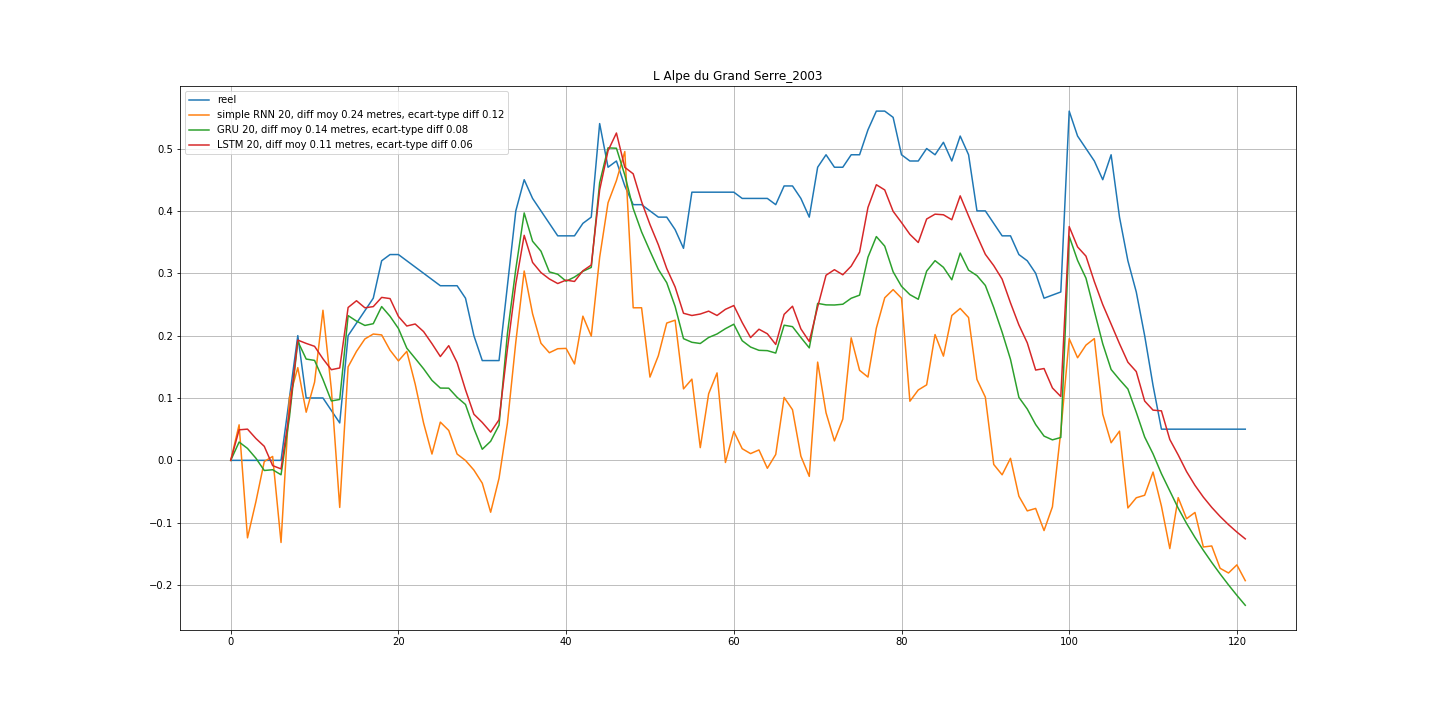 L Alpe du Grand Serre_2003
reel
simple RNN 20, diff moy 0.24 metres, ecart-type diff 0.12
GRU 20, diff moy 0.14 metres, ecart-type diff 0.08
LSTM 20, diff moy 0.11 metres, ecart-type diff 0.06
0.5
0.4
0.3
0.2
0.1
0.0
−0.1
−0.2
0 20 40 60 80 100 120